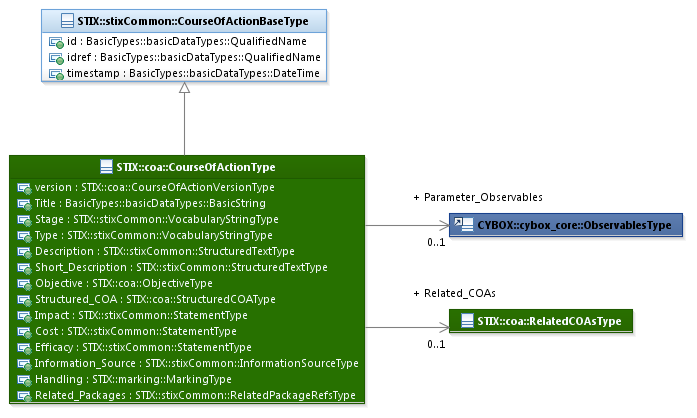 STIX::stixCommon::CourseOfActionBaseType
id : BasicTypes::basicDataTypes::QualifiedName
idref : BasicTypes::basicDataTypes::QualifiedName
timestamp : BasicTypes::basicDataTypes::DateTime
STIX::coa::CourseOfActionType
version : STIX::coa::CourseOfActionVersionType
Title : BasicTypes::basicDataTypes::BasicString
Stage : STIX::stixCommon::VocabularyStringType
Type : STIX::stixCommon::VocabularyStringType
Description : STIX::stixCommon::StructuredTextType
Short_Description : STIX::stixCommon::StructuredTextType
Objective : STIX::coa::ObjectiveType
Structured_COA : STIX::coa::StructuredCOAType
Impact : STIX::stixCommon::StatementType
Cost : STIX::stixCommon::StatementType
Efficacy : STIX::stixCommon::StatementType
Information_Source : STIX::stixCommon::InformationSourceType
Handling : STIX::marking::MarkingType
Related_Packages : STIX::stixCommon::RelatedPackageRefsType
+ Parameter_Observables
CYBOX::cybox_core::ObservablesType
0..1
+ Related_COAs
STIX::coa::RelatedCOAsType
0..1